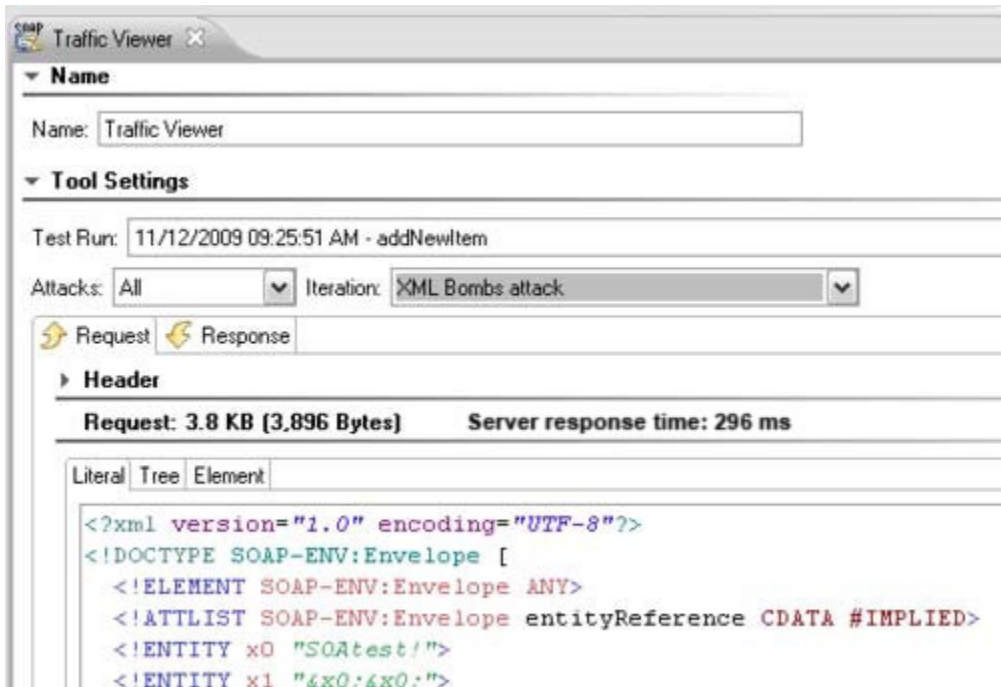 SOAP
Traffic Viewer
Name
Name: Traffic Viewer
Tool Settings
Test Run: 11/12/2009 09:25:51 AM - addNewItem
Attacks: All Iteration: XML Bombs attack
Request Response
Header
Request: 3.8 KB (3,896 Bytes) Server response time: 296 ms
Literal Tree Element
<?xml version="1.0" encoding="UTF-8"?>
<!DOCTYPE SOAP-ENV:Envelope [
<!ELEMENT SOAP-ENV:Envelope ANY>
<!ATTLIST SOAP-ENV:Envelope entityReference CDATA #IMPLIED>
<!ENTITY x0 "SOAtest!">
<!ENTITY x1 "&x0;&x0;">